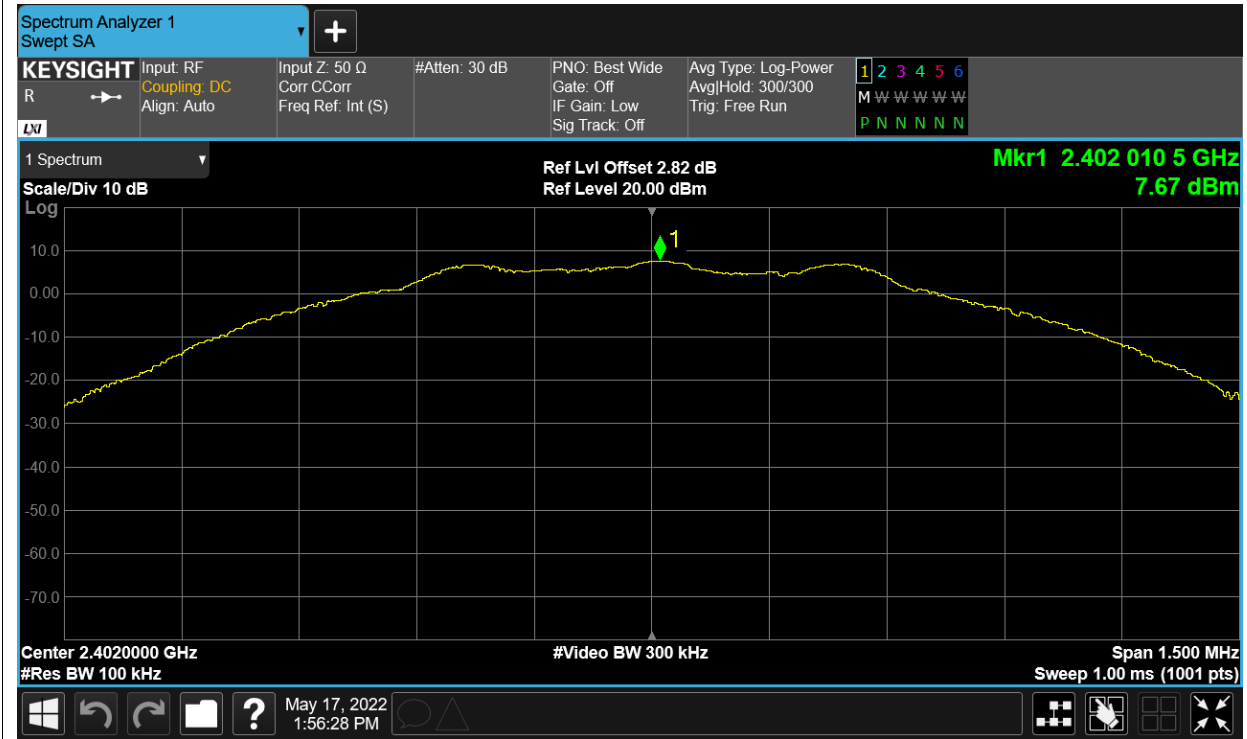 Spectrum Analyzer 1
Swept SA
+
KEYSIGHT
R
LXI
Input: RF
Coupling: DC
Align: Auto
Input Z: 50 Ω
Corr CCorr
Freq Ref: Int (S)
#Atten: 30 dB
PNO: Best Wide
Gate: Off
IF Gain: Low
Sig Track: Off
Avg Type: Log-Power
Avg|Hold: 300/300
Trig: Free Run
1 2 3 4 5 6
M W W W W W
P N N N N N
1 Spectrum
Scale/Div 10 dB
Log
Ref Lvl Offset 2.82 dB
Ref Level 20.00 dBm
Mkr1 2.402 010 5 GHz
7.67 dBm
1
10.0
0.00
-10.0
-20.0
-30.0
-40.0
-50.0
-60.0
-70.0
Center 2.4020000 GHz
#Res BW 100 kHz
#Video BW 300 kHz
Span 1.500 MHz
Sweep 1.00 ms (1001 pts)
?
May 17, 2022
1:56:28 PM